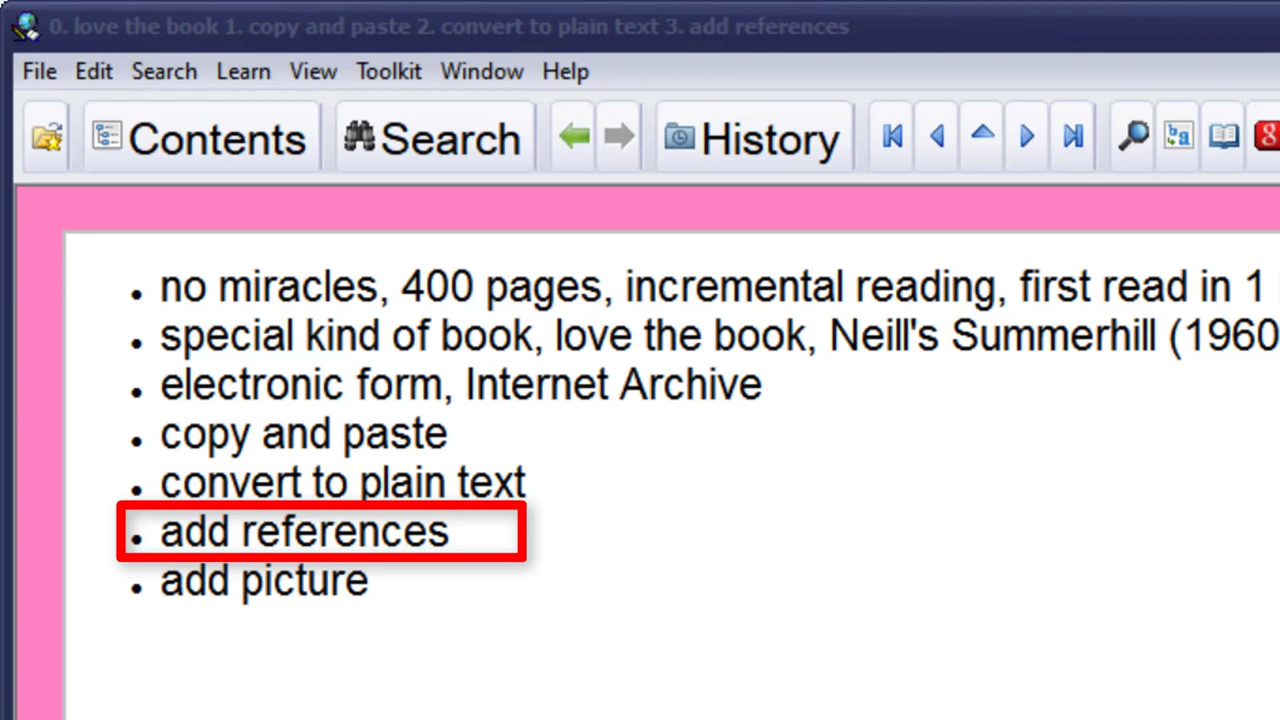 0. love the book 1. copy and paste 2. convert to plain text 3. add references
File Edit Search Learn View Toolkit Window Help
Contents Search History
no miracles, 400 pages, incremental reading, first read in 1
special kind of book, love the book, Neill's Summerhill (1960
electronic form, Internet Archive
copy and paste
convert to plain text
add references
add picture